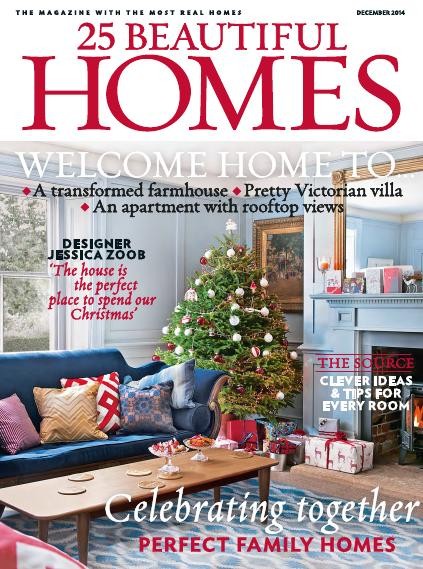 THE MAGAZINE WITH THE MOST REAL HOMES
DECEMBER 2014
25 BEAUTIFUL
HOMES
WELCOME HOME TO...
◆A transformed farmhouse ◆Pretty Victorian villa
◆An apartment with rooftop views
DESIGNER
JESSICA ZOOB
‘The house is
the perfect
place to spend our
Christmas’
THE SOURCE
CLEVER IDEAS
& TIPS FOR
EVERY ROOM
Celebrating together
PERFECT FAMILY HOMES